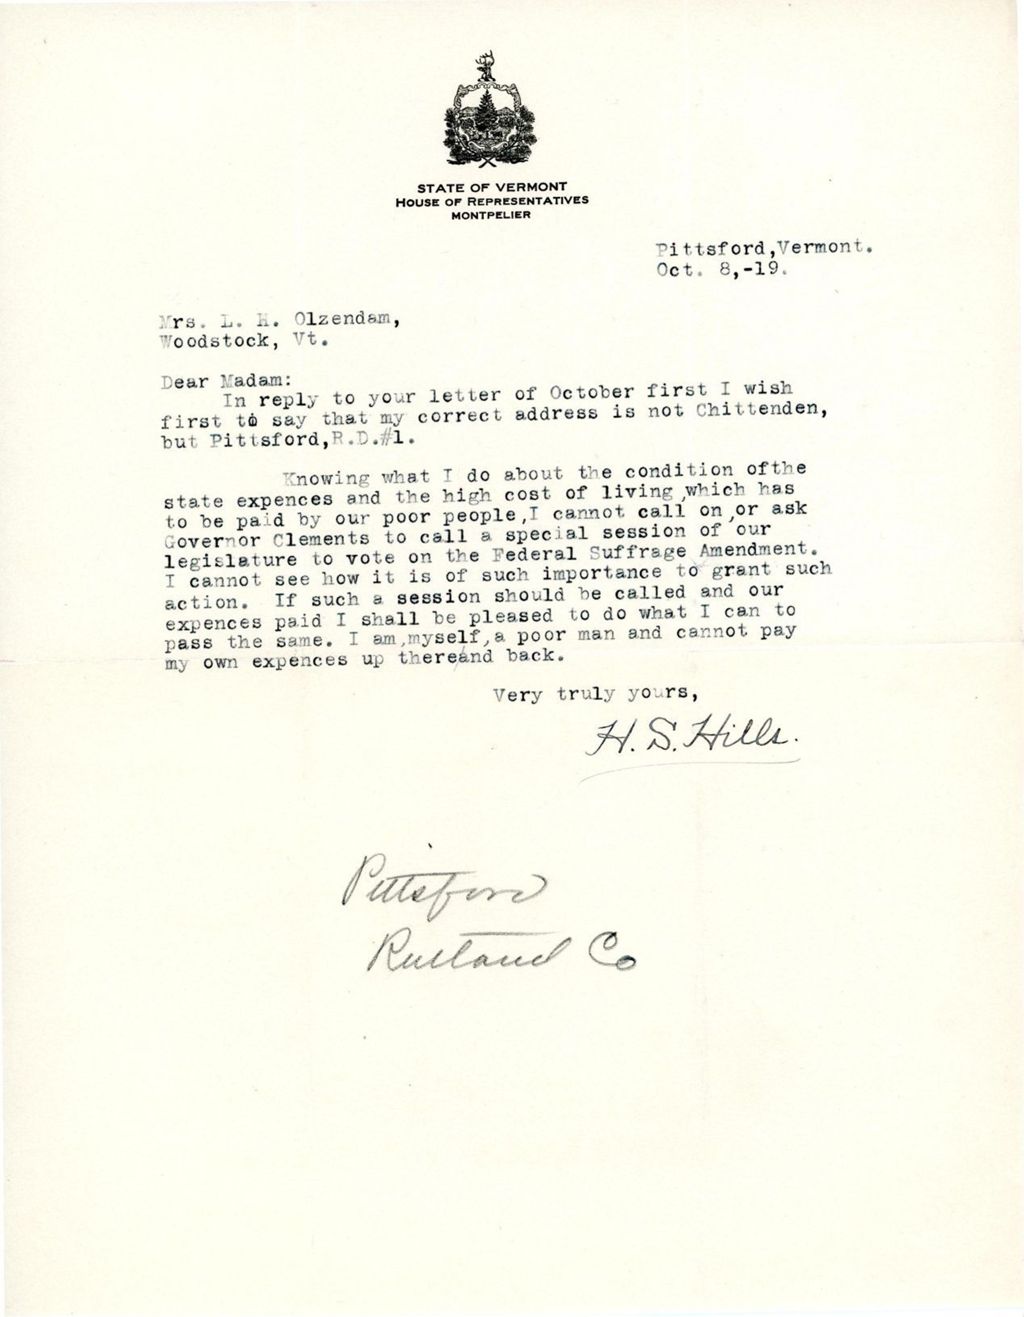 STATE OF VERMONT
HOUSE OF REPRESENTATIVES
MONTPELIER
Pittsford,Vermont.
Oct. 8,-19.
Mrs. L. H. Olzendam,
Woodstock, Vt.
Dear Madam:
In reply to your letter of October first I wish
first to say that my correct address is not Chittenden,
but Pittsford,R.D.#1.
Knowing what I do about the condition ofthe
state expences and the high cost of living,which has
to be paid by our poor people,I cannot call on,or ask
Governor Clements to call a special session of our
legislature to vote on the Federal Suffrage Amendment.
I cannot see how it is of such importance to grant such
action. If such a session should be called and our
expences paid I shall be pleased to do what I can to
pass the same. I am,myself,a poor man and cannot pay
my own expences up there/and back.
Very truly yours,
H. S. Hills.
Pittsford
Rutland Co